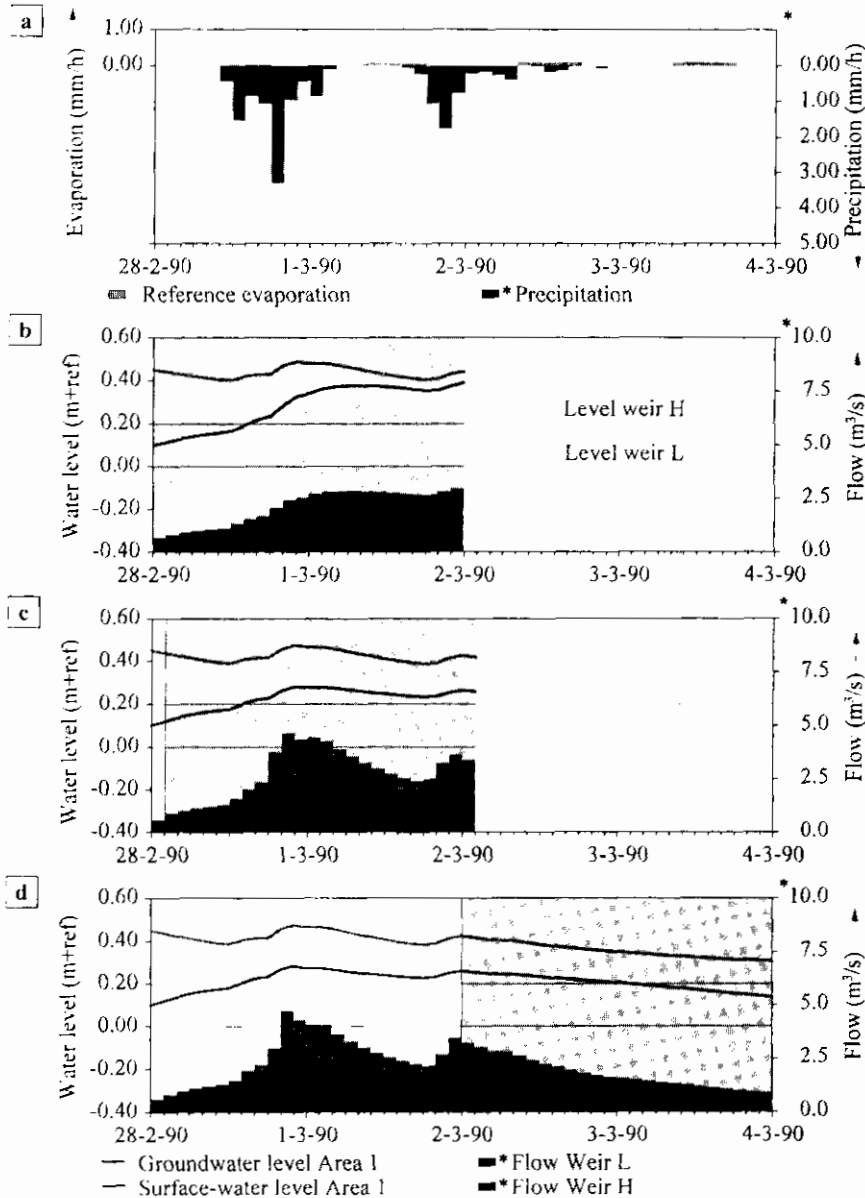 a
Evaporation (mm/h)
1.00
0.00
*
0.00
1.00
2.00
3.00
4.00
5.00
Precipitation (mm/h)
28-2-90 1-3-90 2-3-90 3-3-90 4-3-90
Reference evaporation * Precipitation
b
Water level (m+ref)
0.60
0.40
0.20
0.00
-0.20
-0.40
Level weir H
Level weir L
*
10.0
7.5
5.0
2.5
0.0
Flow (m³/s)
28-2-90 1-3-90 2-3-90 3-3-90 4-3-90
c
Water level (m+ref)
0.60
0.40
0.20
0.00
-0.20
-0.40
*
10.0
7.5
5.0
2.5
0.0
Flow (m³/s)
28-2-90 1-3-90 2-3-90 3-3-90 4-3-90
d
Water level (m+ref)
0.60
0.40
0.20
0.00
-0.20
-0.40
*
10.0
7.5
5.0
2.5
0.0
Flow (m³/s)
28-2-90 1-3-90 2-3-90 3-3-90 4-3-90
Groundwater level Area 1 * Flow Weir L
Surface-water level Area 1 * Flow Weir H